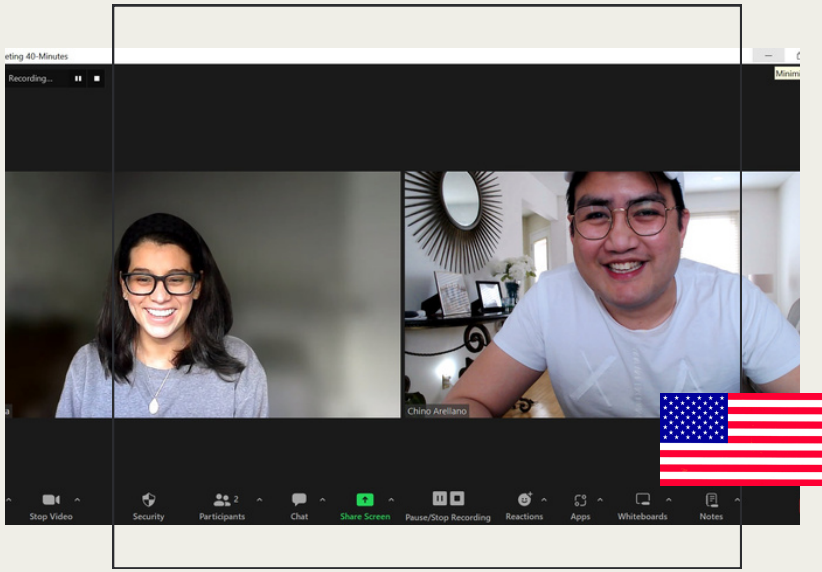 eting 40-Minutes
Recording...
Minim
a
Chino Arellano
Stop Video
Security
Participants
2
Chat
Share Screen
Pause/Stop Recording
Reactions
Apps
Whiteboards
Notes